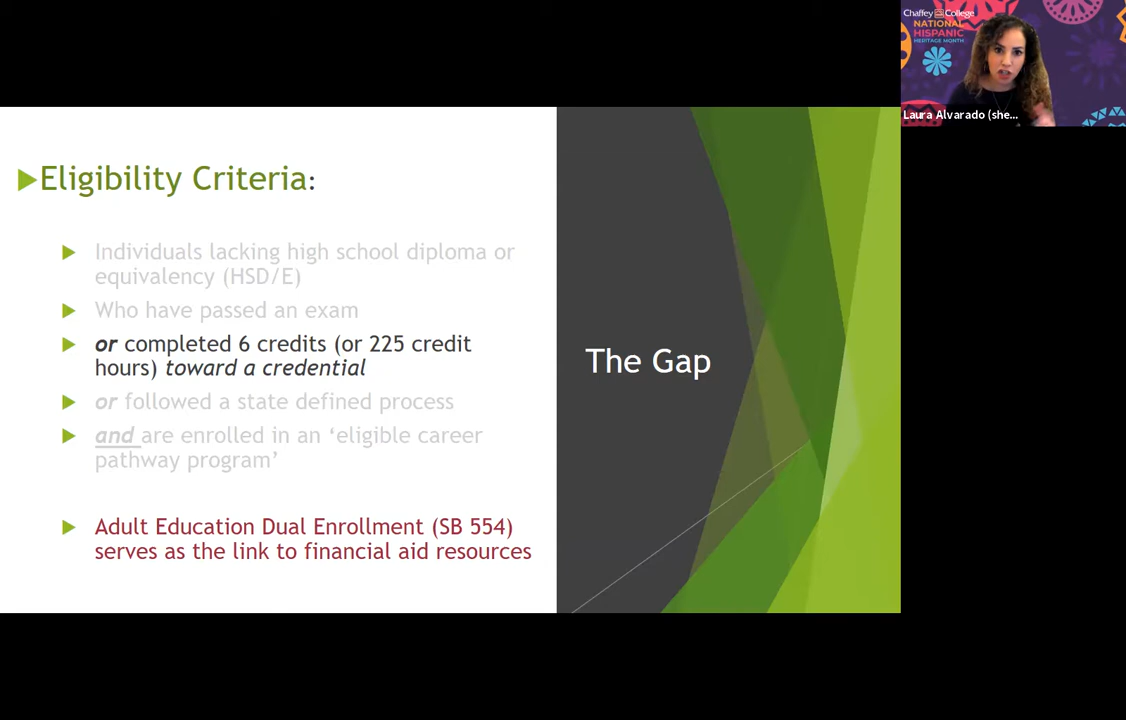 Chaffey College
NATIONAL
HISPANIC
HERITAGE MONTH
Laura Alvarado (she...
Eligibility Criteria:
Individuals lacking high school diploma or
equivalency (HSD/E)
Who have passed an exam
or completed 6 credits (or 225 credit
hours) toward a credential
or followed a state defined process
and are enrolled in an ‘eligible career
pathway program’
Adult Education Dual Enrollment (SB 554)
serves as the link to financial aid resources
The Gap